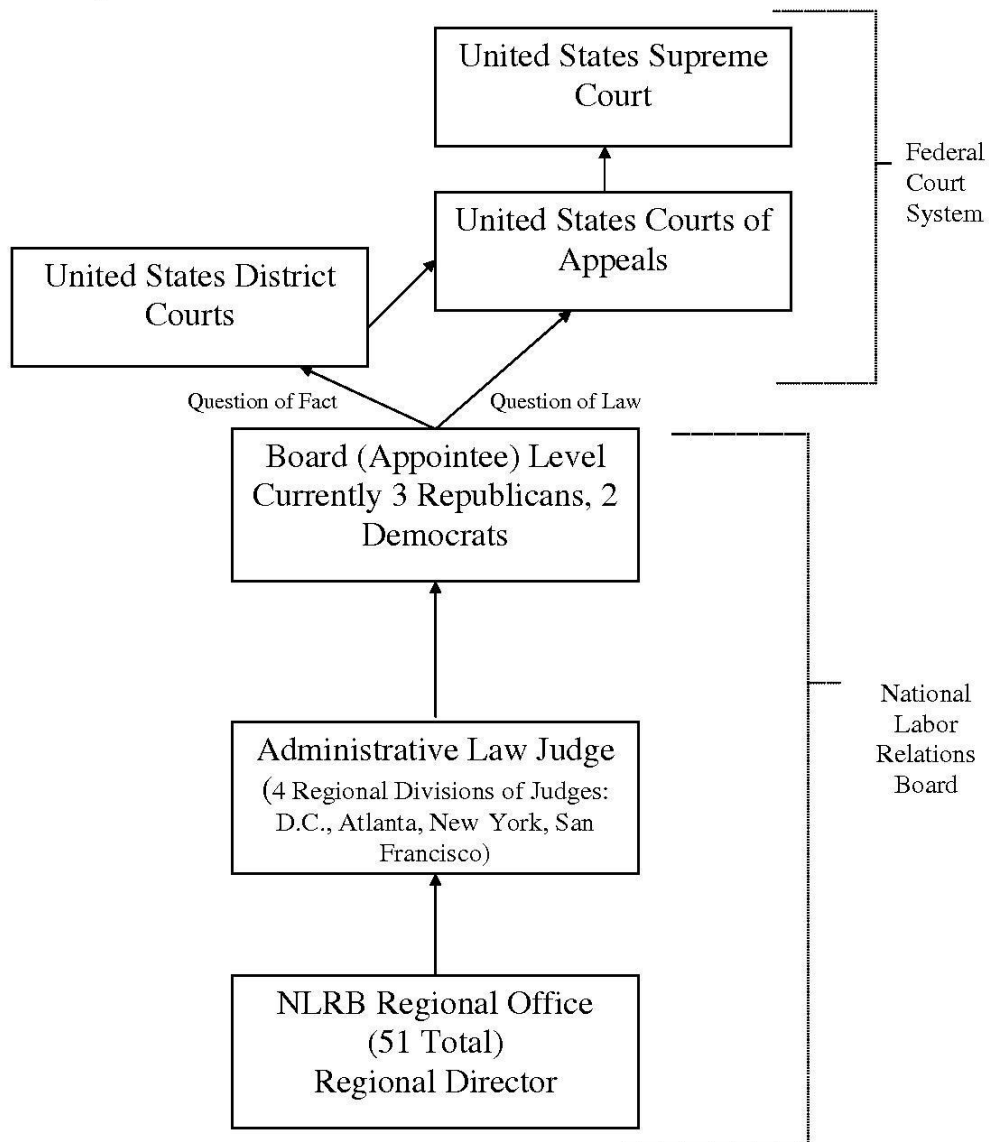 United States Supreme
Court
Federal
Court
System
United States Courts of
Appeals
United States District
Courts
Question of Fact
Question of Law
Board (Appointee) Level
Currently 3 Republicans, 2
Democrats
National
Labor
Relations
Board
Administrative Law Judge
(4 Regional Divisions of Judges:
D.C., Atlanta, New York, San
Francisco)
NLRB Regional Office
(51 Total)
Regional Director